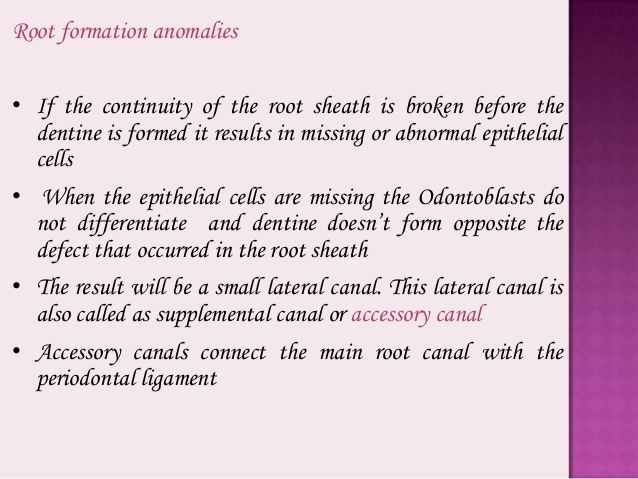 Root formation anomalies
• If the continuity of the root sheath is broken before the
dentine is formed it results in missing or abnormal epithelial
cells
• When the epithelial cells are missing the Odontoblasts do
not differentiate and dentine doesn't form opposite the
defect that occurred in the root sheath
• The result will be a small lateral canal. This lateral canal is
also called as supplemental canal or accessory canal
• Accessory canals connect the main root canal with the
periodontal ligament